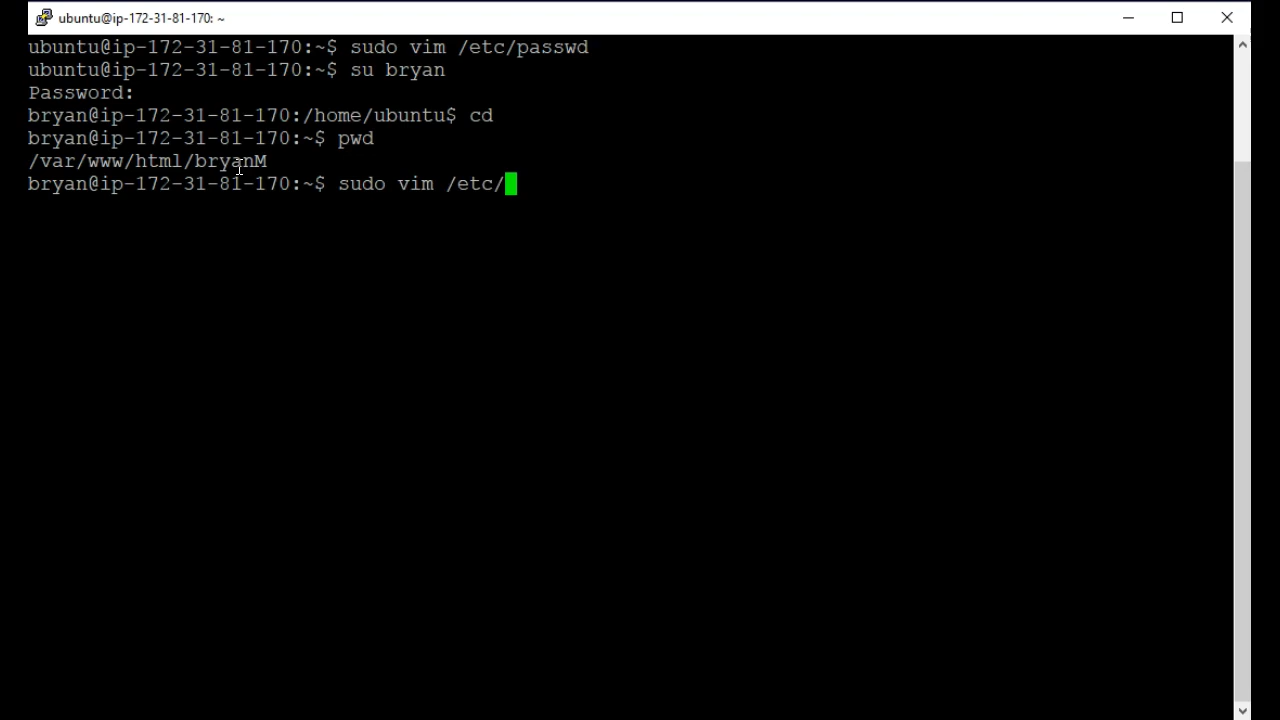 ubuntu@ip-172-31-81-170: ~
ubuntu@ip-172-31-81-170:~$ sudo vim /etc/passwd
ubuntu@ip-172-31-81-170:~$ su bryan
Password:
bryan@ip-172-31-81-170:/home/ubuntu$ cd
bryan@ip-172-31-81-170:~$ pwd
/var/www/html/bryanM
bryan@ip-172-31-81-170:~$ sudo vim /etc/